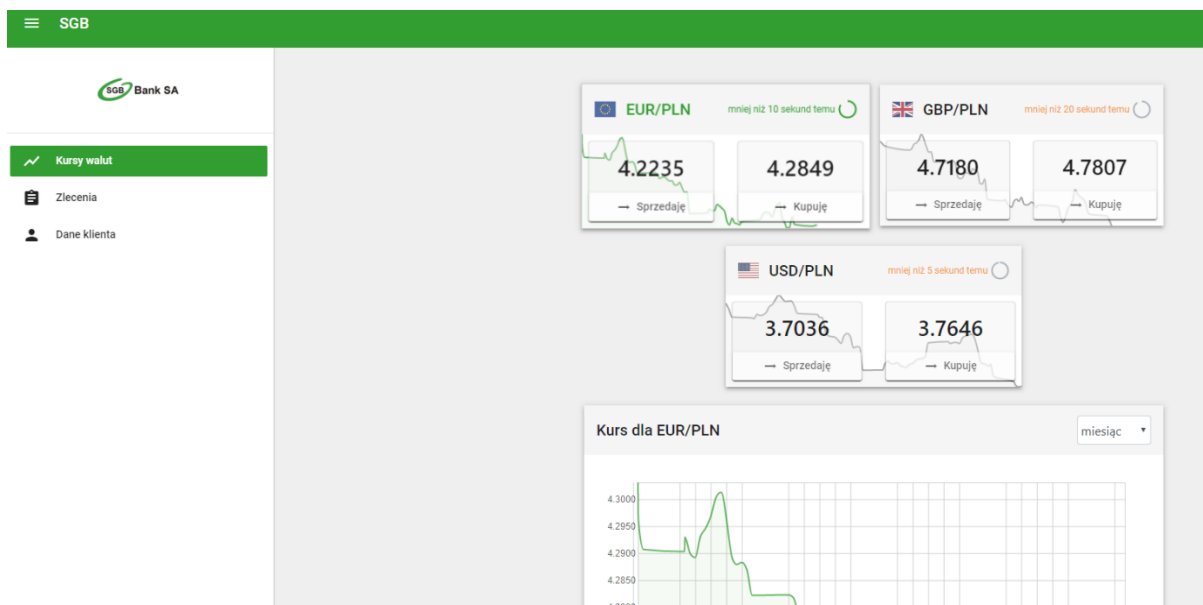 SGB
SGB Bank SA
Kursy walut
Zlecenia
Dane klienta
EUR/PLN mniej niż 10 sekund temu
4.2235 4.2849
→ Sprzedaję → Kupuję
GBP/PLN mniej niż 20 sekund temu
4.7180 4.7807
→ Sprzedaję → Kupuję
USD/PLN mniej niż 5 sekund temu
3.7036 3.7646
→ Sprzedaję → Kupuję
Kurs dla EUR/PLN miesiąc
4.3000
4.2950
4.2900
4.2850